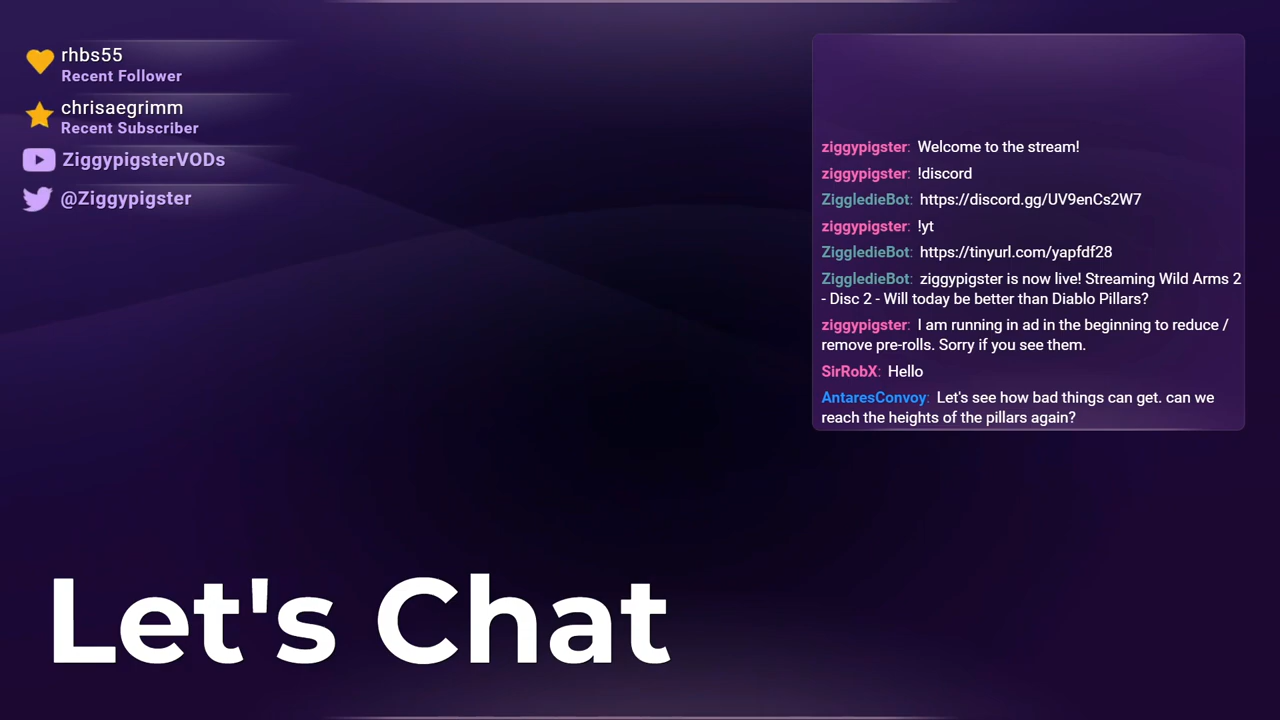 rhbs55
Recent Follower
chrisaegrimm
Recent Subscriber
ZiggypigsterVODs
@Ziggypigster
ziggypigster: Welcome to the stream!
ziggypigster: !discord
ZiggledieBot: https://discord.gg/UV9enCs2W7
ziggypigster: !yt
ZiggledieBot: https://tinyurl.com/yapfdf28
ZiggledieBot: ziggypigster is now live! Streaming Wild Arms 2
- Disc 2 - Will today be better than Diablo Pillars?
ziggypigster: I am running in ad in the beginning to reduce /
remove pre-rolls. Sorry if you see them.
SirRobX: Hello
AntaresConvoy: Let's see how bad things can get. can we
reach the heights of the pillars again?
Let's Chat